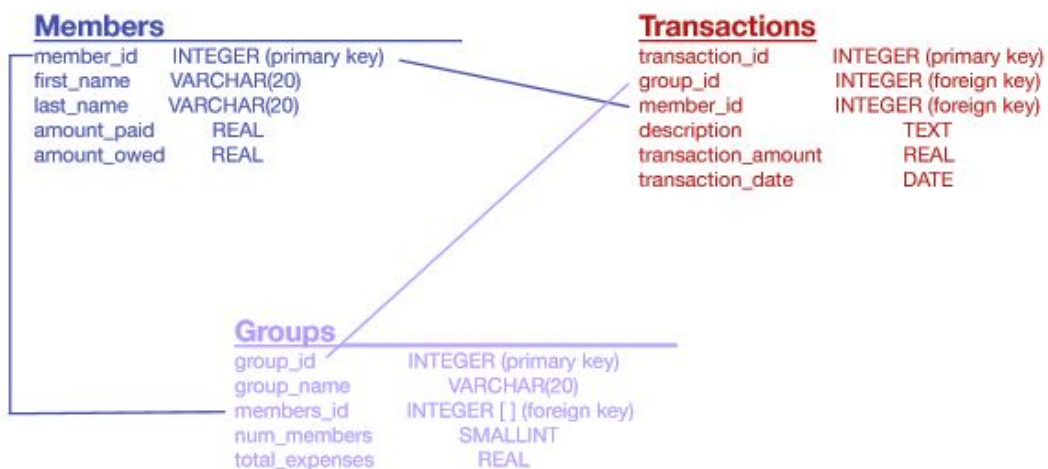 Members
member_id INTEGER (primary key)
first_name VARCHAR(20)
last_name VARCHAR(20)
amount_paid REAL
amount_owed REAL
Transactions
transaction_id INTEGER (primary key)
group_id INTEGER (foreign key)
member_id INTEGER (foreign key)
description TEXT
transaction_amount REAL
transaction_date DATE
Groups
group_id INTEGER (primary key)
group_name VARCHAR(20)
members_id INTEGER [ ] (foreign key)
num_members SMALLINT
total_expenses REAL